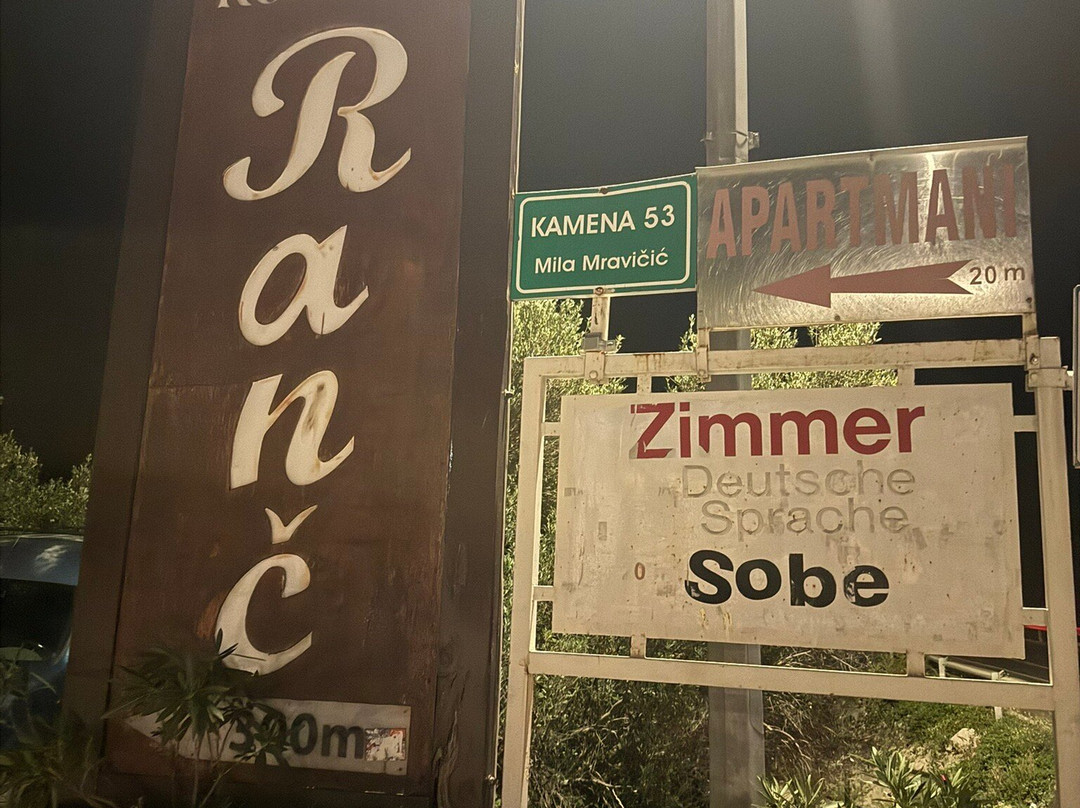 Ranč
300m
KAMENA 53
Mila Mravičić
APARTMANI
20 m
Zimmer
Deutsche
Sprache
Sobe